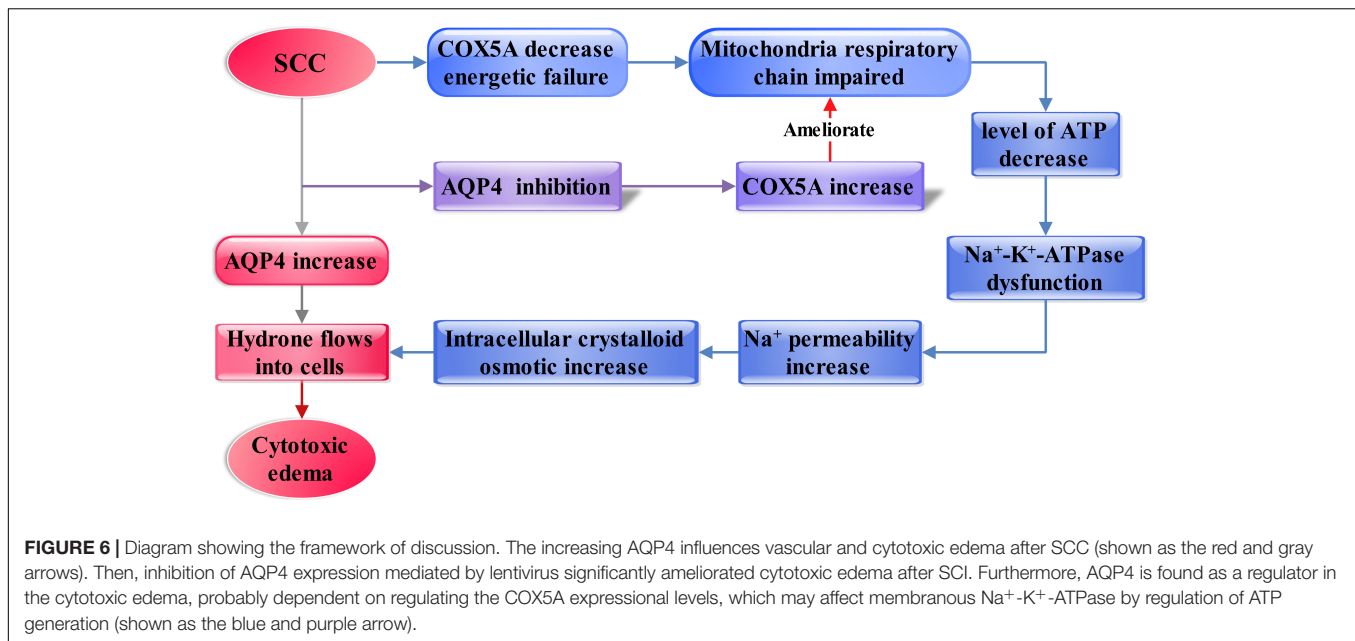 SCC
COX5A decrease
energetic failure
Mitochondria respiratory
chain impaired
Ameliorate
level of ATP
decrease
AQP4 inhibition
COX5A increase
AQP4 increase
Na⁺-K⁺-ATPase
dysfunction
Hydrone flows
into cells
Intracellular crystalloid
osmotic increase
Na⁺ permeability
increase
Cytotoxic
edema
FIGURE 6 | Diagram showing the framework of discussion. The increasing AQP4 influences vascular and cytotoxic edema after SCC (shown as the red and gray
arrows). Then, inhibition of AQP4 expression mediated by lentivirus significantly ameliorated cytotoxic edema after SCI. Furthermore, AQP4 is found as a regulator in
the cytotoxic edema, probably dependent on regulating the COX5A expressional levels, which may affect membranous Na⁺-K⁺-ATPase by regulation of ATP
generation (shown as the blue and purple arrow).